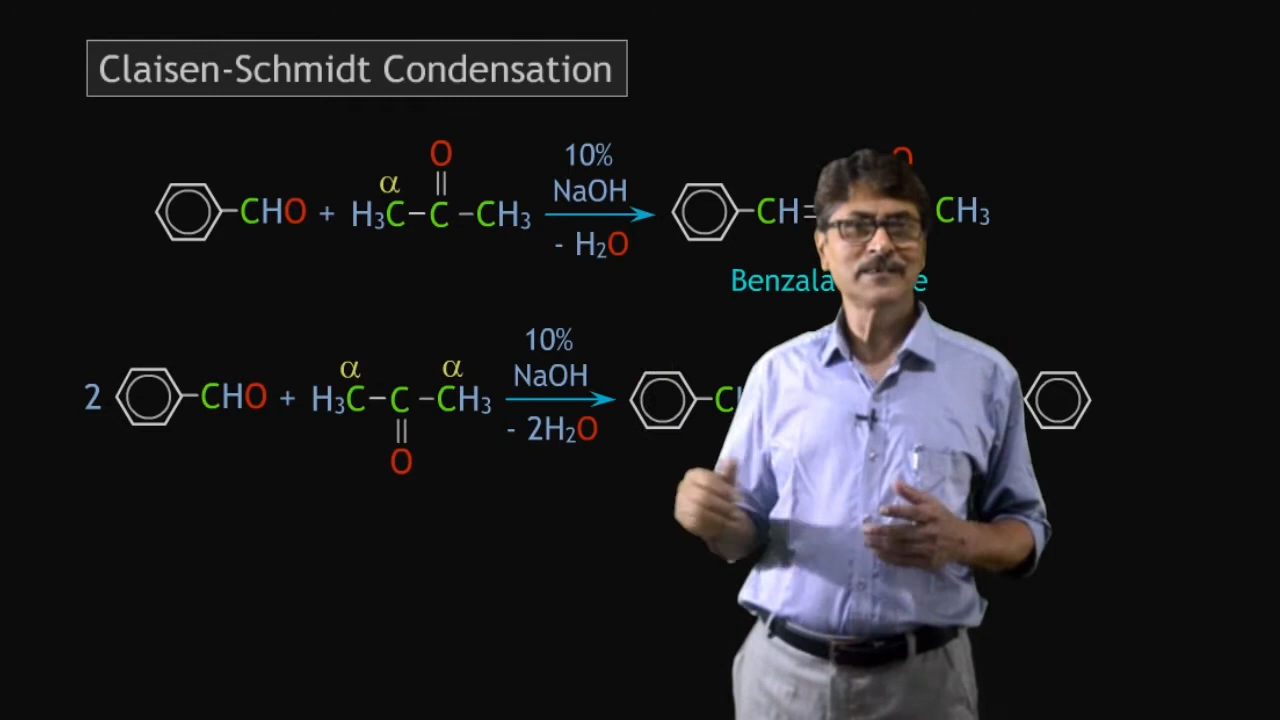 Claisen-Schmidt Condensation
CHO + H₃C–C–CH₃
α
O
10%
NaOH
- H₂O
CH=
O
CH₃
2
CHO + H₃C–C–CH₃
α α
O
10%
NaOH
- 2H₂O